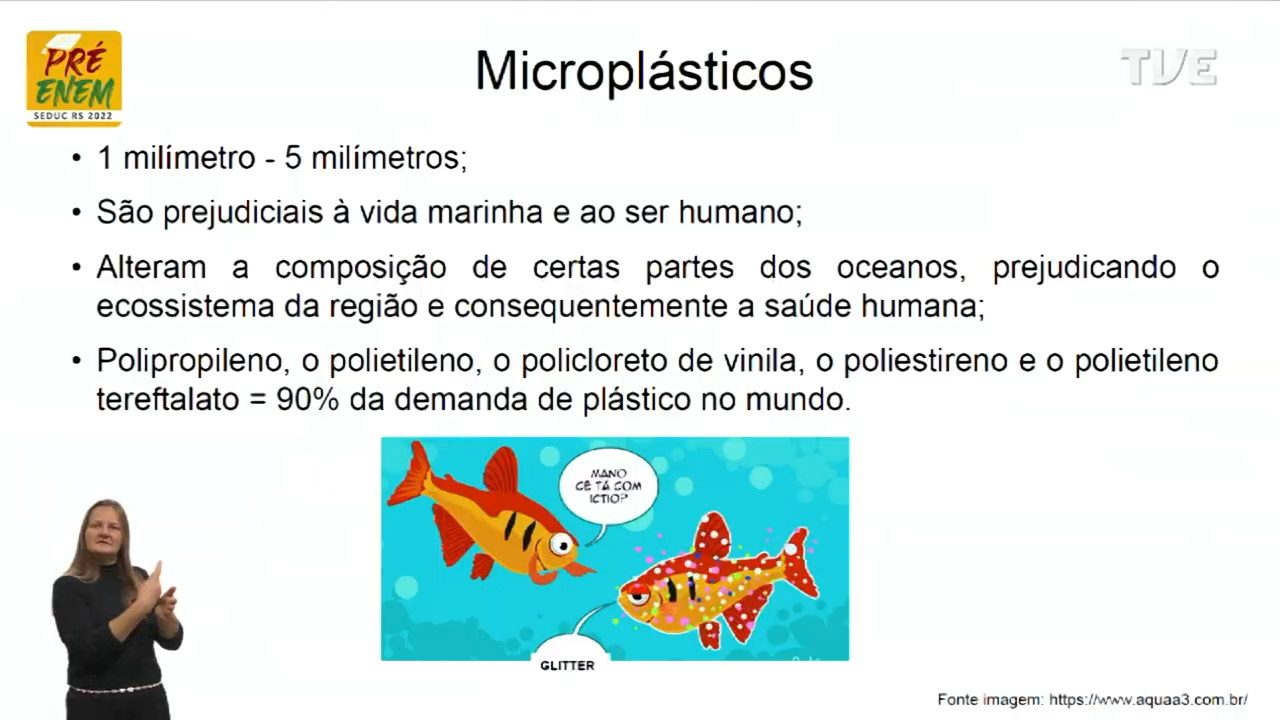 PRÉ
ENEM
SEDUC RS 2022
Microplásticos
TVE
• 1 milímetro - 5 milímetros;
• São prejudiciais à vida marinha e ao ser humano;
• Alteram a composição de certas partes dos oceanos, prejudicando o
ecossistema da região e consequentemente a saúde humana;
• Polipropileno, o polietileno, o policloreto de vinila, o poliestireno e o polietileno
tereftalato = 90% da demanda de plástico no mundo.
MANO
CÊ TÁ COM
ICTIO?
GLITTER
Fonte imagem: https://www.aquaa3.com.br/